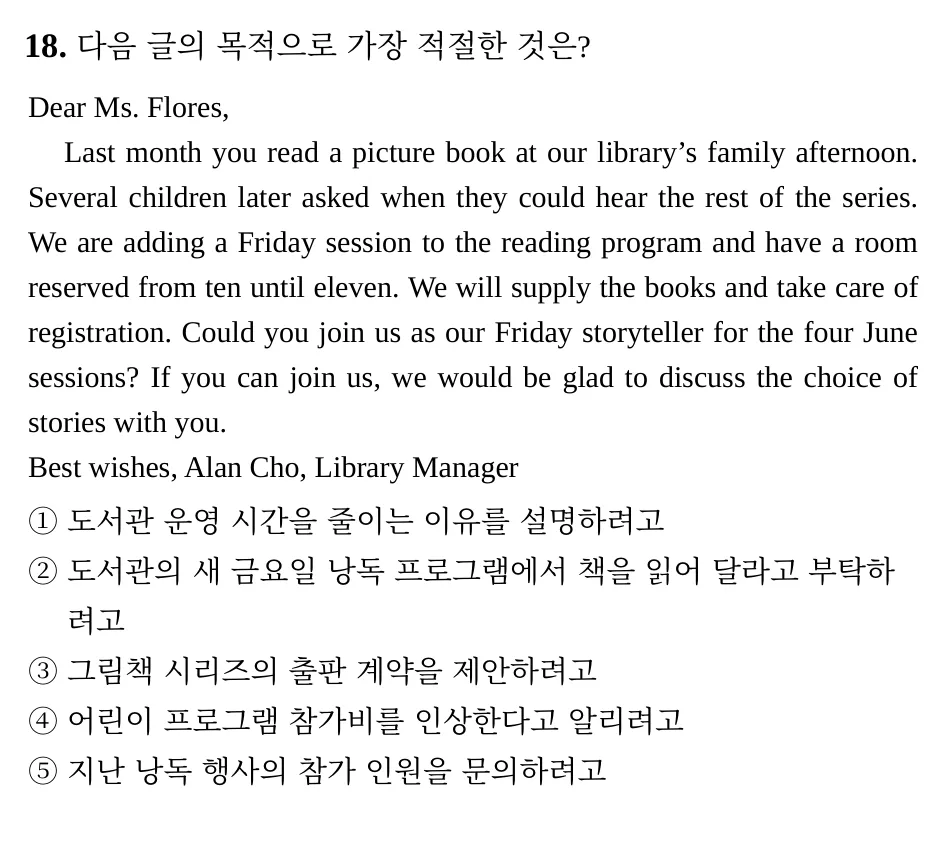 18. 다음 글의 목적으로 가장 적절한 것은?
Dear Ms. Flores,
Last month you read a picture book at our library’s family afternoon.
Several children later asked when they could hear the rest of the series.
We are adding a Friday session to the reading program and have a room
reserved from ten until eleven. We will supply the books and take care of
registration. Could you join us as our Friday storyteller for the four June
sessions? If you can join us, we would be glad to discuss the choice of
stories with you.
Best wishes, Alan Cho, Library Manager
① 도서관 운영 시간을 줄이는 이유를 설명하려고
② 도서관의 새 금요일 낭독 프로그램에서 책을 읽어 달라고 부탁하
려고
③ 그림책 시리즈의 출판 계약을 제안하려고
④ 어린이 프로그램 참가비를 인상한다고 알리려고
⑤ 지난 낭독 행사의 참가 인원을 문의하려고